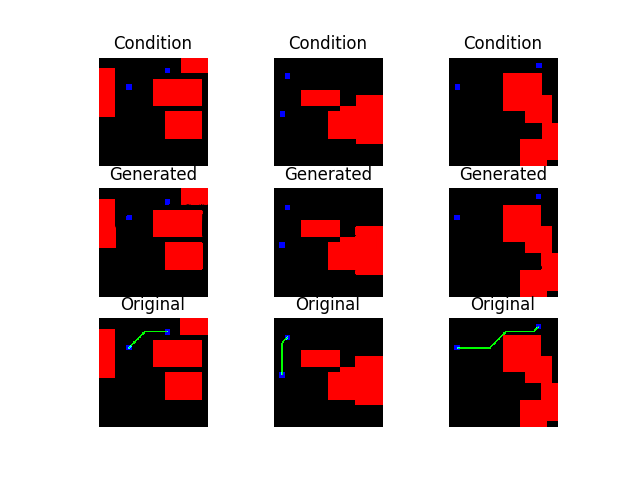 Condition
Condition
Condition
Generated
Generated
Generated
Original
Original
Original